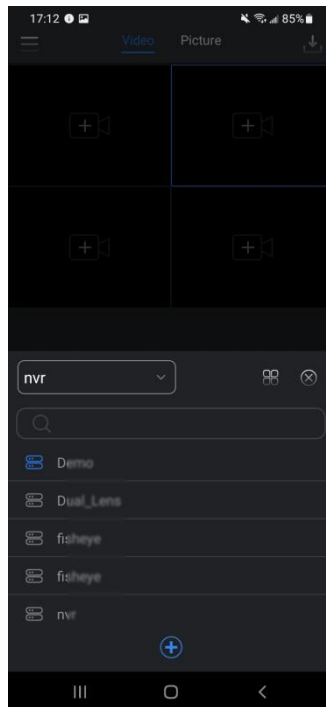 17:12
85%
Video Picture
nvr
Demo
Dual_Lens
fisheye
fisheye
nvr